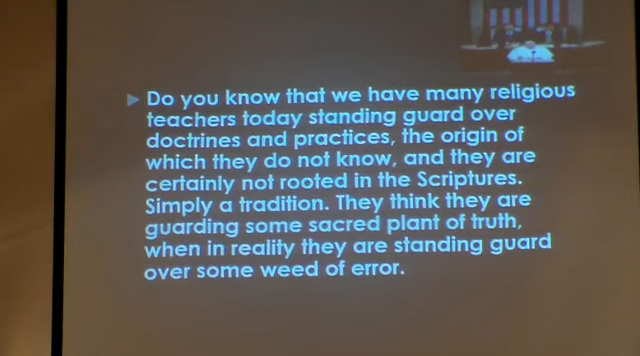 Do you know that we have many religious
teachers today standing guard over
doctrines and practices, the origin of
which they do not know, and they are
certainly not rooted in the Scriptures.
Simply a tradition. They think they are
guarding some sacred plant of truth,
when in reality they are standing guard
over some weed of error.